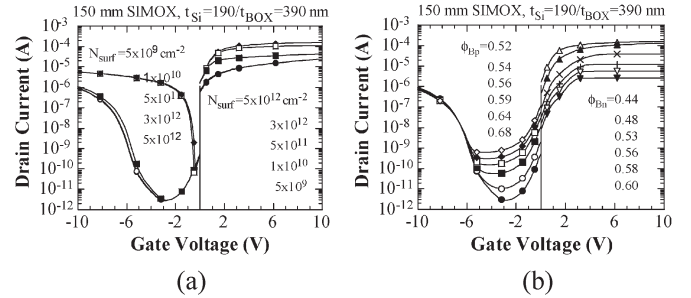 150 mm SIMOX, tSi=190/tBOX=390 nm
Drain Current (A)
10-3
10-4
10-5
10-6
10-7
10-8
10-9
10-10
10-11
10-12
Nsurf=5x10⁹cm-2
1x10¹⁰
5x10¹¹
3x10¹²
5x10¹²
Nsurf=5x10¹²cm-2
3x10¹²
5x10¹¹
1x10¹⁰
5x10⁹
-10 -6 -2 2 6 10
Gate Voltage (V)
(a)
150 mm SIMOX, tSi=190/tBOX=390 nm
Drain Current (A)
10-3
10-4
10-5
10-6
10-7
10-8
10-9
10-10
10-11
10-12
ϕBp=0.52
0.54
0.56
0.59
0.64
0.68
ϕBn=0.44
0.48
0.53
0.56
0.58
0.60
-10 -6 -2 2 6 10
Gate Voltage (V)
(b)